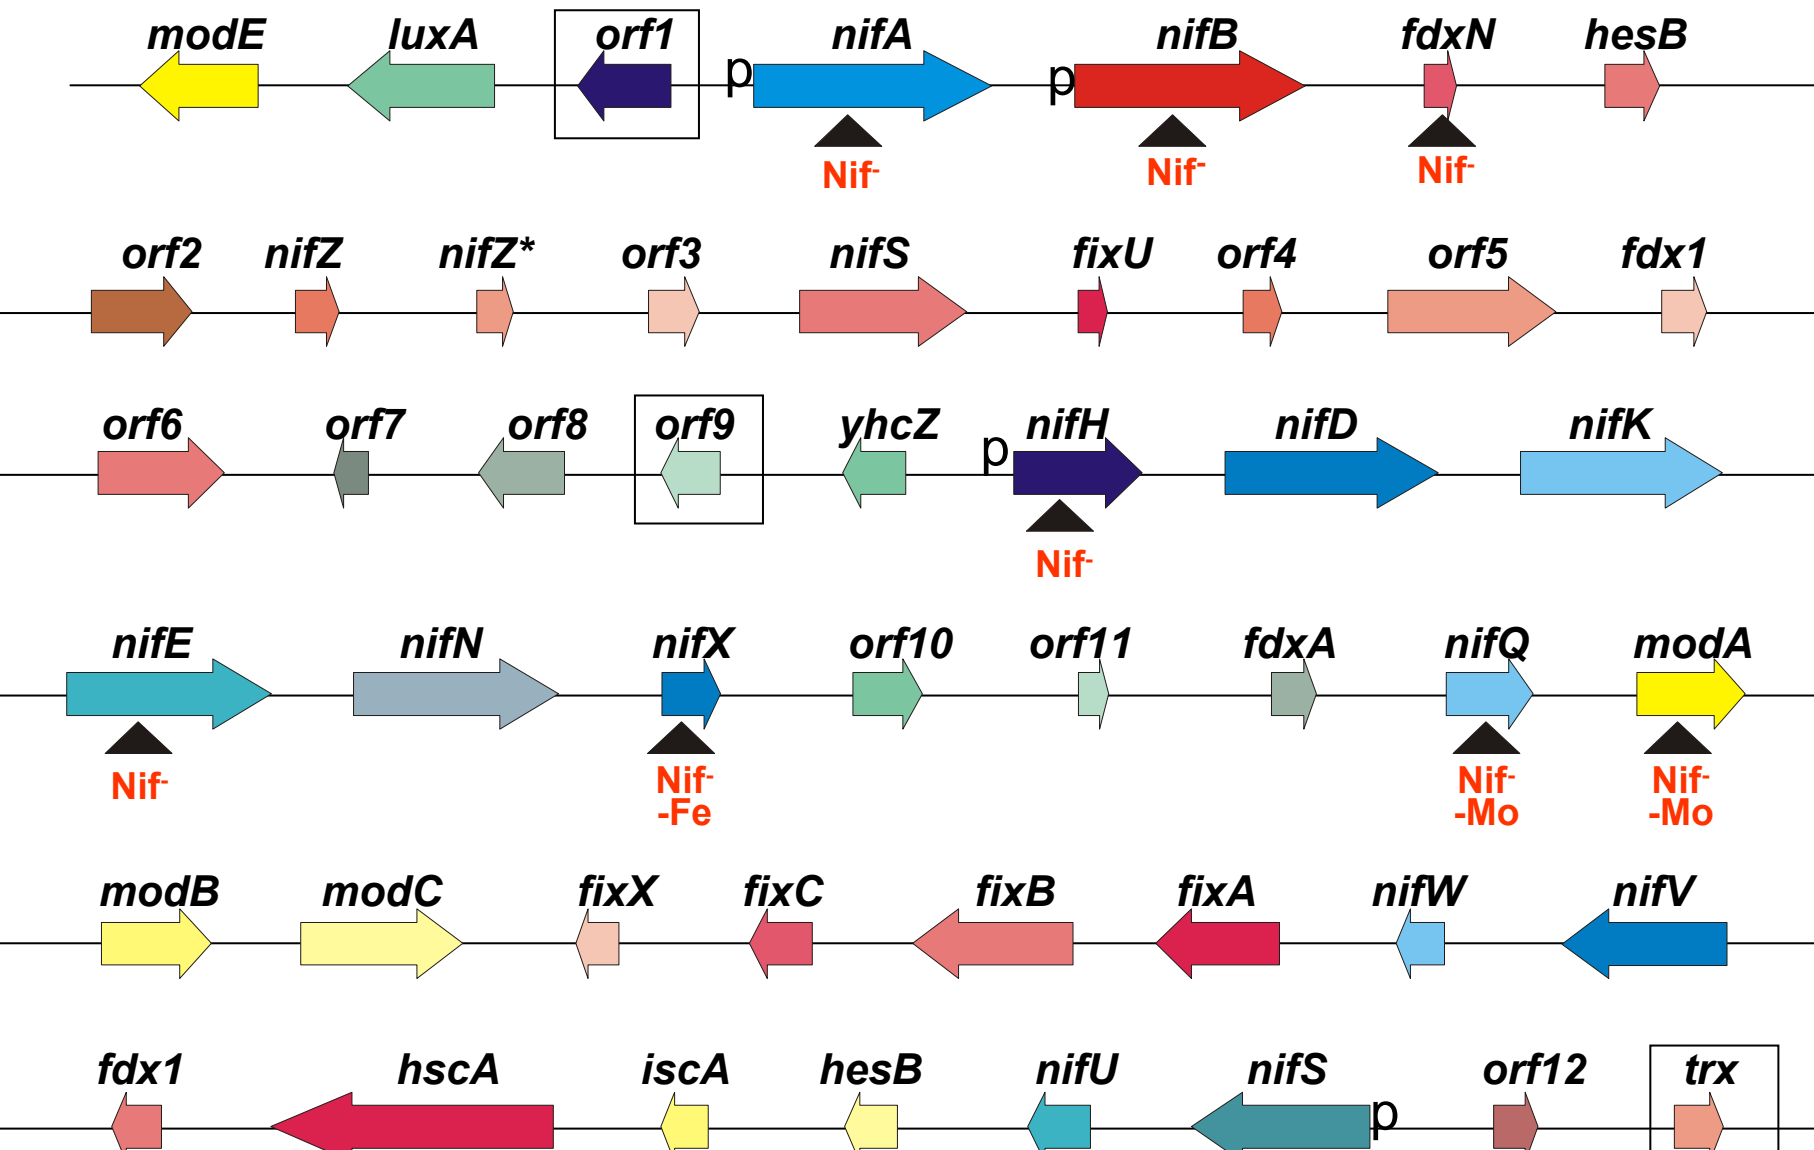 modE luxA orf1 nifA nifB fdxN hesB
p p
Nif- Nif- Nif-
orf2 nifZ nifZ* orf3 nifS fixU orf4 orf5 fdx1
orf6 orf7 orf8 orf9 yhcZ nifH nifD nifK
p
Nif-
nifE nifN nifX orf10 orf11 fdxA nifQ modA
Nif- Nif- Nif- Nif-
-Fe -Mo -Mo
modB modC fixX fixC fixB fixA nifW nifV
fdx1 hscA iscA hesB nifU nifS orf12 trx
p